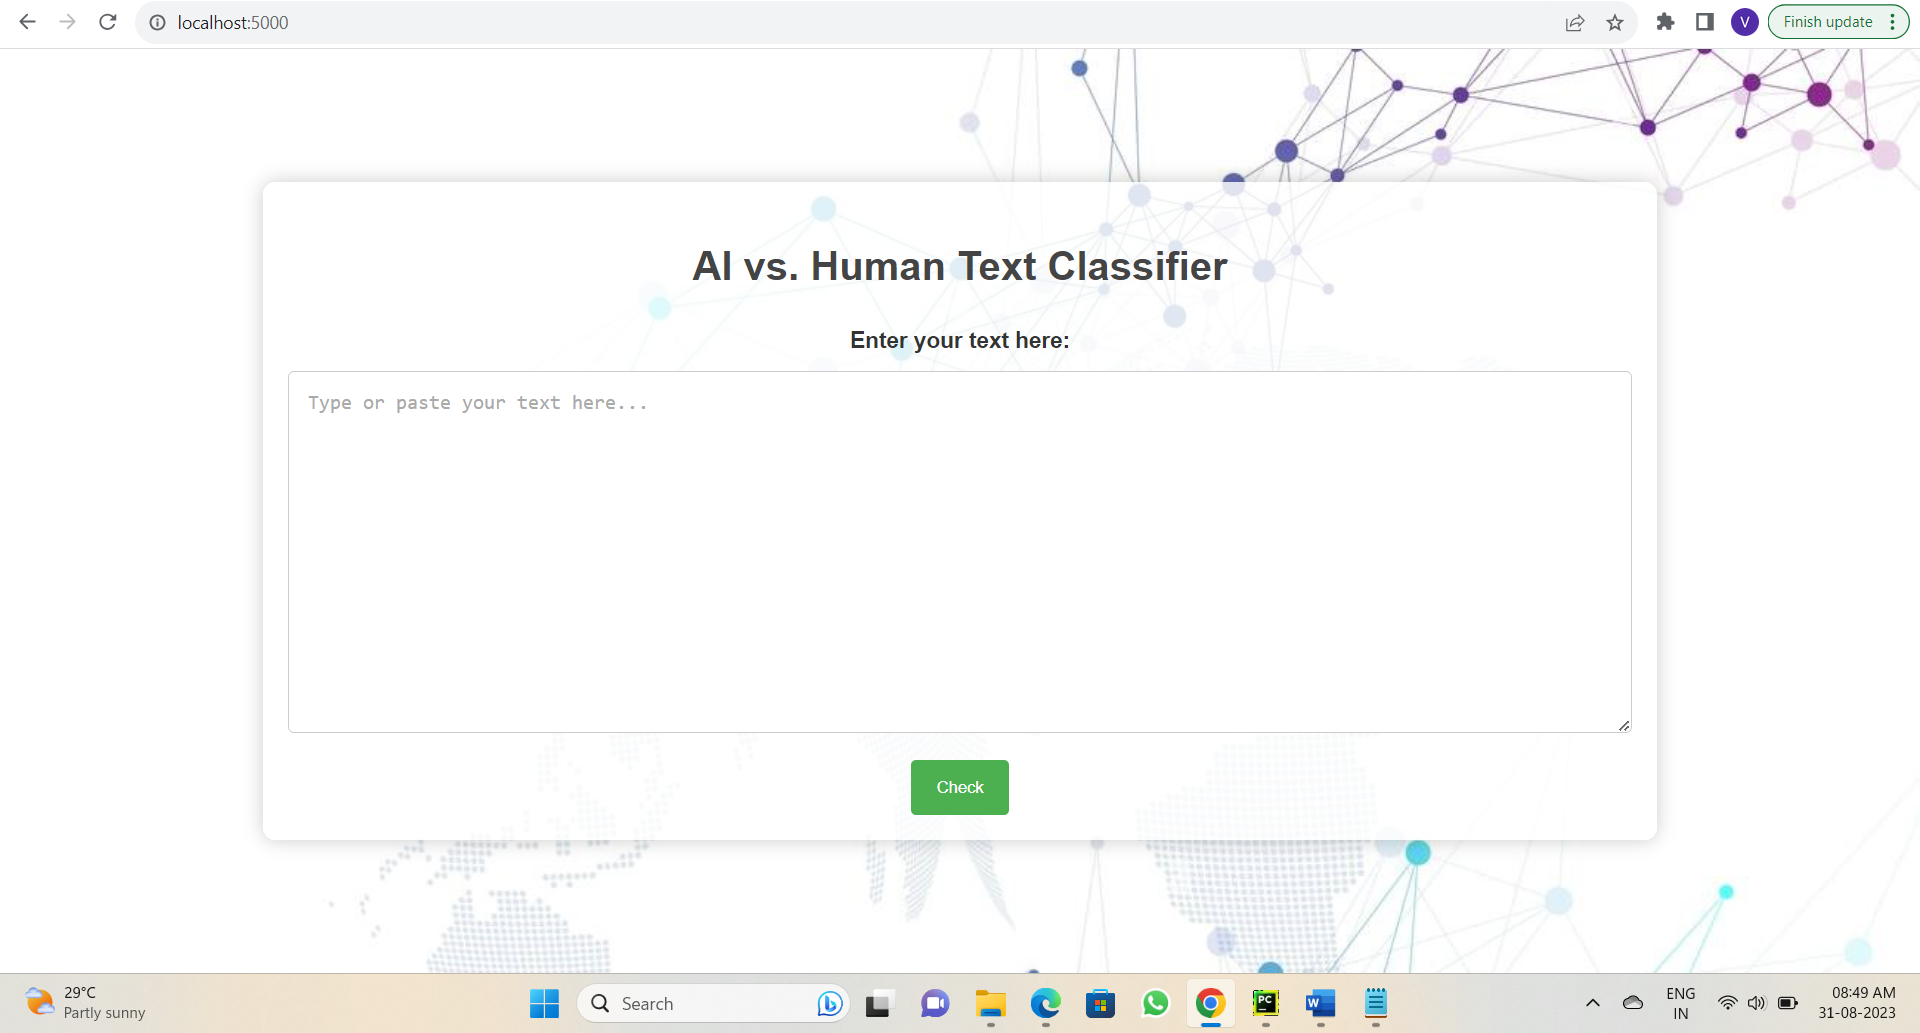 localhost:5000
V
Finish update
AI vs. Human Text Classifier
Enter your text here:
Type or paste your text here...
Check
29°C
Partly sunny
Search
PC
W
ENG
IN
08:49 AM
31-08-2023